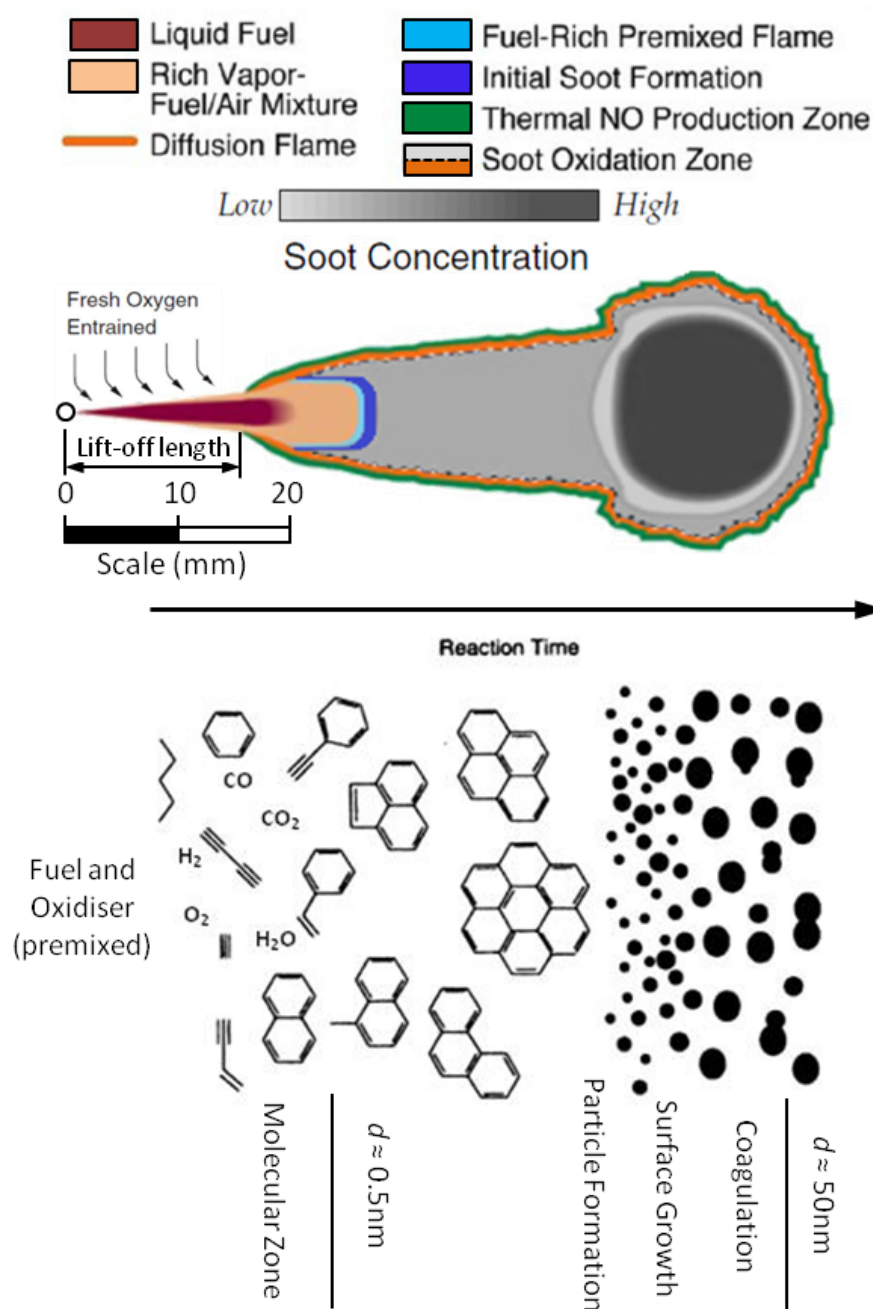 Liquid Fuel
Rich Vapor-
Fuel/Air Mixture
Diffusion Flame
Fuel-Rich Premixed Flame
Initial Soot Formation
Thermal NO Production Zone
Soot Oxidation Zone
Low
High
Soot Concentration
Fresh Oxygen
Entrained
Lift-off length
0
10
20
Scale (mm)
Reaction Time
CO
CO₂
H₂
O₂
H₂O
Fuel and
Oxidiser
(premixed)
Molecular Zone
d ≈ 0.5nm
Particle Formation
Surface Growth
Coagulation
d ≈ 50nm